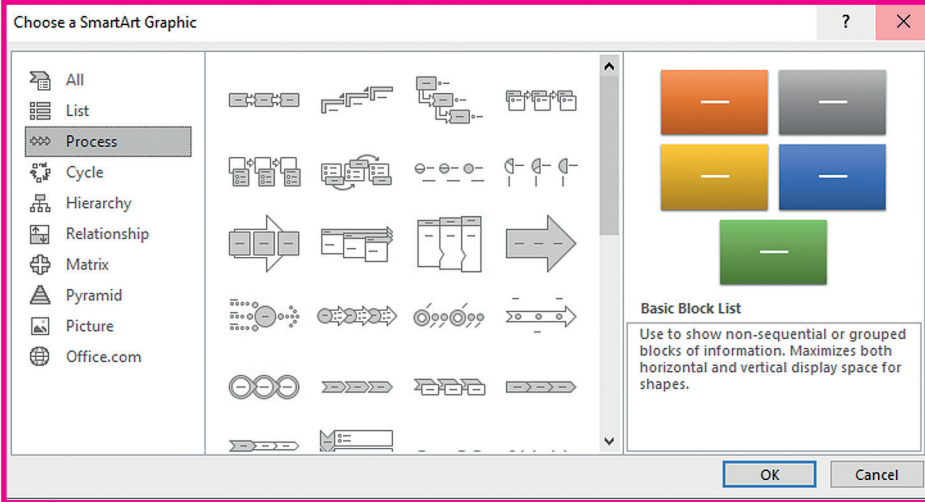 Choose a SmartArt Graphic
?
All
List
Process
Cycle
Hierarchy
Relationship
Matrix
Pyramid
Picture
Office.com
Basic Block List
Use to show non-sequential or grouped
blocks of information. Maximizes both
horizontal and vertical display space for
shapes.
OK
Cancel